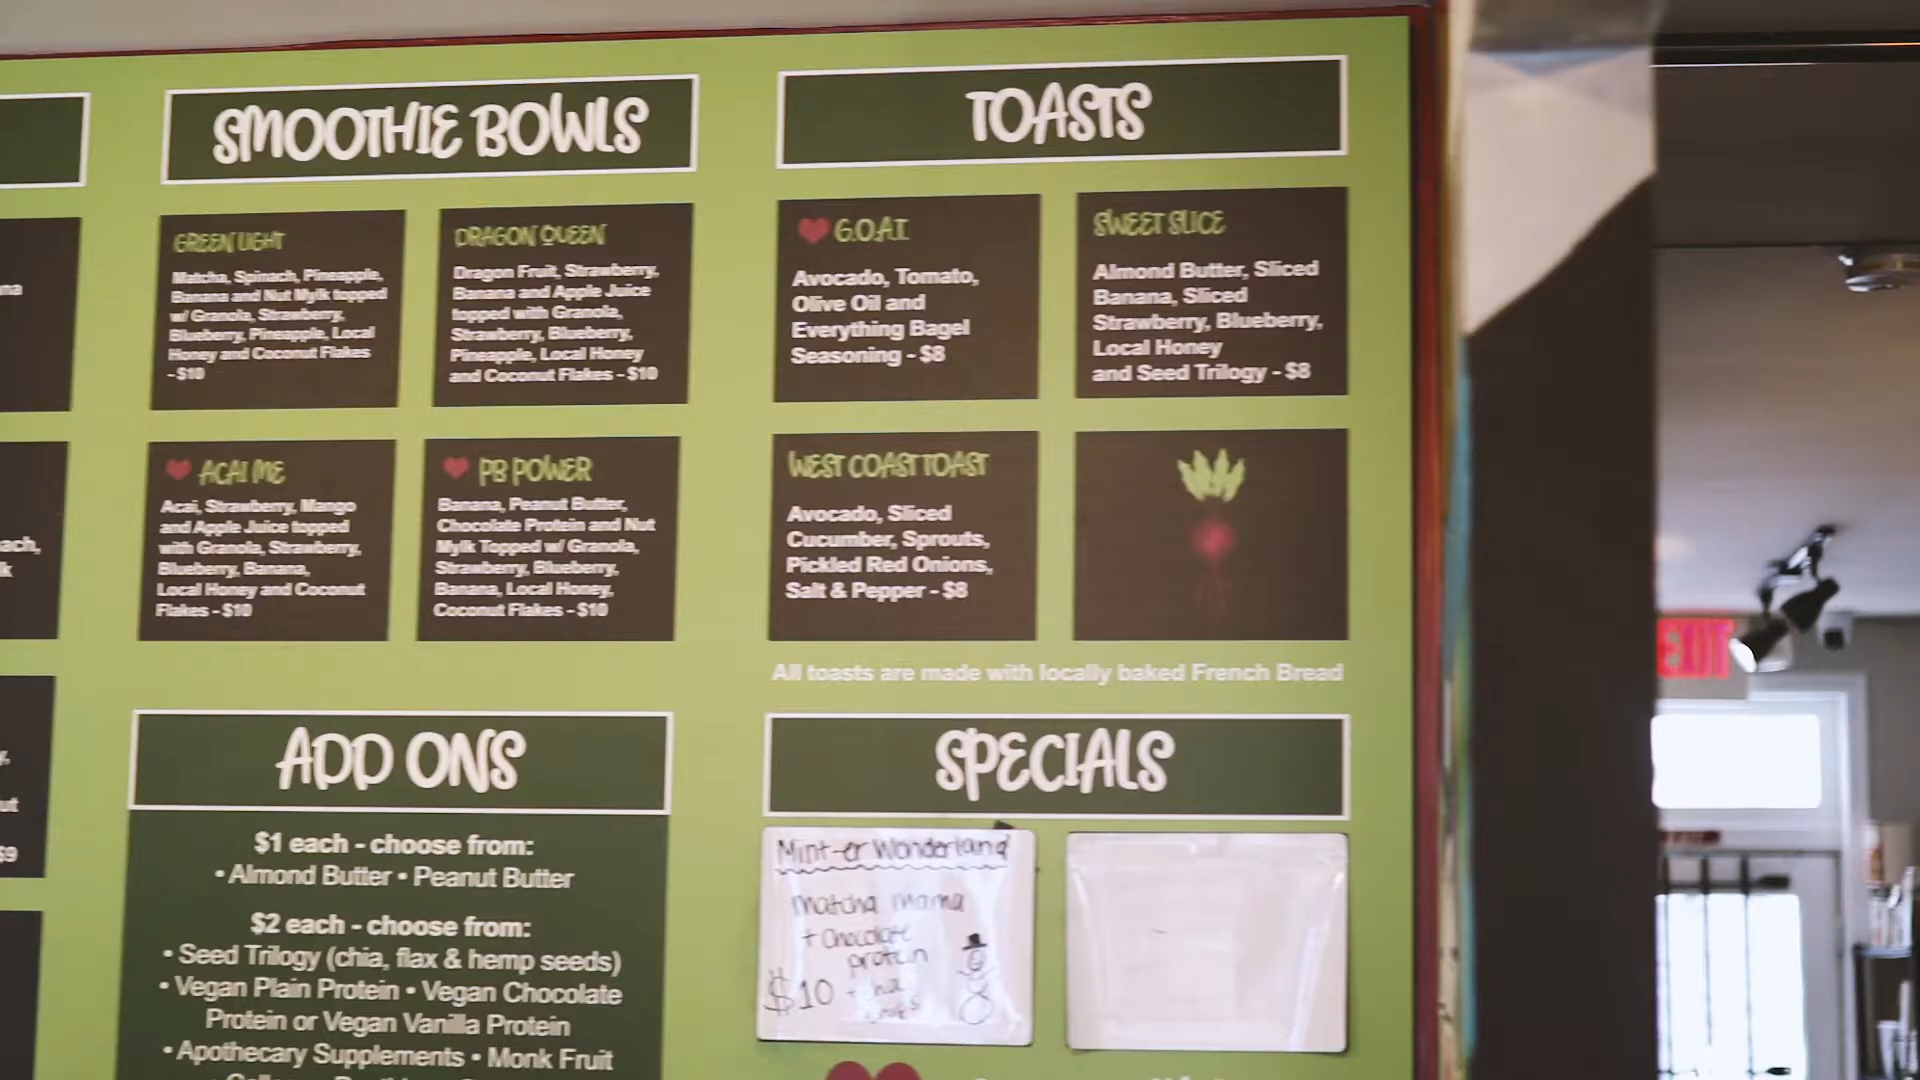 SMOOTHIE BOWLS
GREEN LIGHT
Matcha, Spinach, Pineapple,
Banana and Nut Mylk topped
w/ Granola, Strawberry,
Blueberry, Pineapple, Local
Honey and Coconut Flakes
- $10
DRAGON QUEEN
Dragon Fruit, Strawberry,
Banana and Apple Juice
topped with Granola,
Strawberry, Blueberry,
Pineapple, Local Honey
and Coconut Flakes - $10
ACAI ME
Acai, Strawberry, Mango
and Apple Juice topped
with Granola, Strawberry,
Blueberry, Banana,
Local Honey and Coconut
Flakes - $10
PB POWER
Banana, Peanut Butter,
Chocolate Protein and Nut
Mylk Topped w/ Granola,
Strawberry, Blueberry,
Banana, Local Honey,
Coconut Flakes - $10
TOASTS
G.O.A.T
Avocado, Tomato,
Olive Oil and
Everything Bagel
Seasoning - $8
SWEET SLICE
Almond Butter, Sliced
Banana, Sliced
Strawberry, Blueberry,
Local Honey
and Seed Trilogy - $8
WEST COAST TOAST
Avocado, Sliced
Cucumber, Sprouts,
Pickled Red Onions,
Salt & Pepper - $8
All toasts are made with locally baked French Bread
ADD ONS
$1 each - choose from:
• Almond Butter • Peanut Butter
$2 each - choose from:
• Seed Trilogy (chia, flax & hemp seeds)
• Vegan Plain Protein • Vegan Chocolate
Protein or Vegan Vanilla Protein
• Apothecary Supplements • Monk Fruit
SPECIALS
Mint-er Wonderland
Matcha Mama
+ Chocolate
protein
$10
$9
EXIT